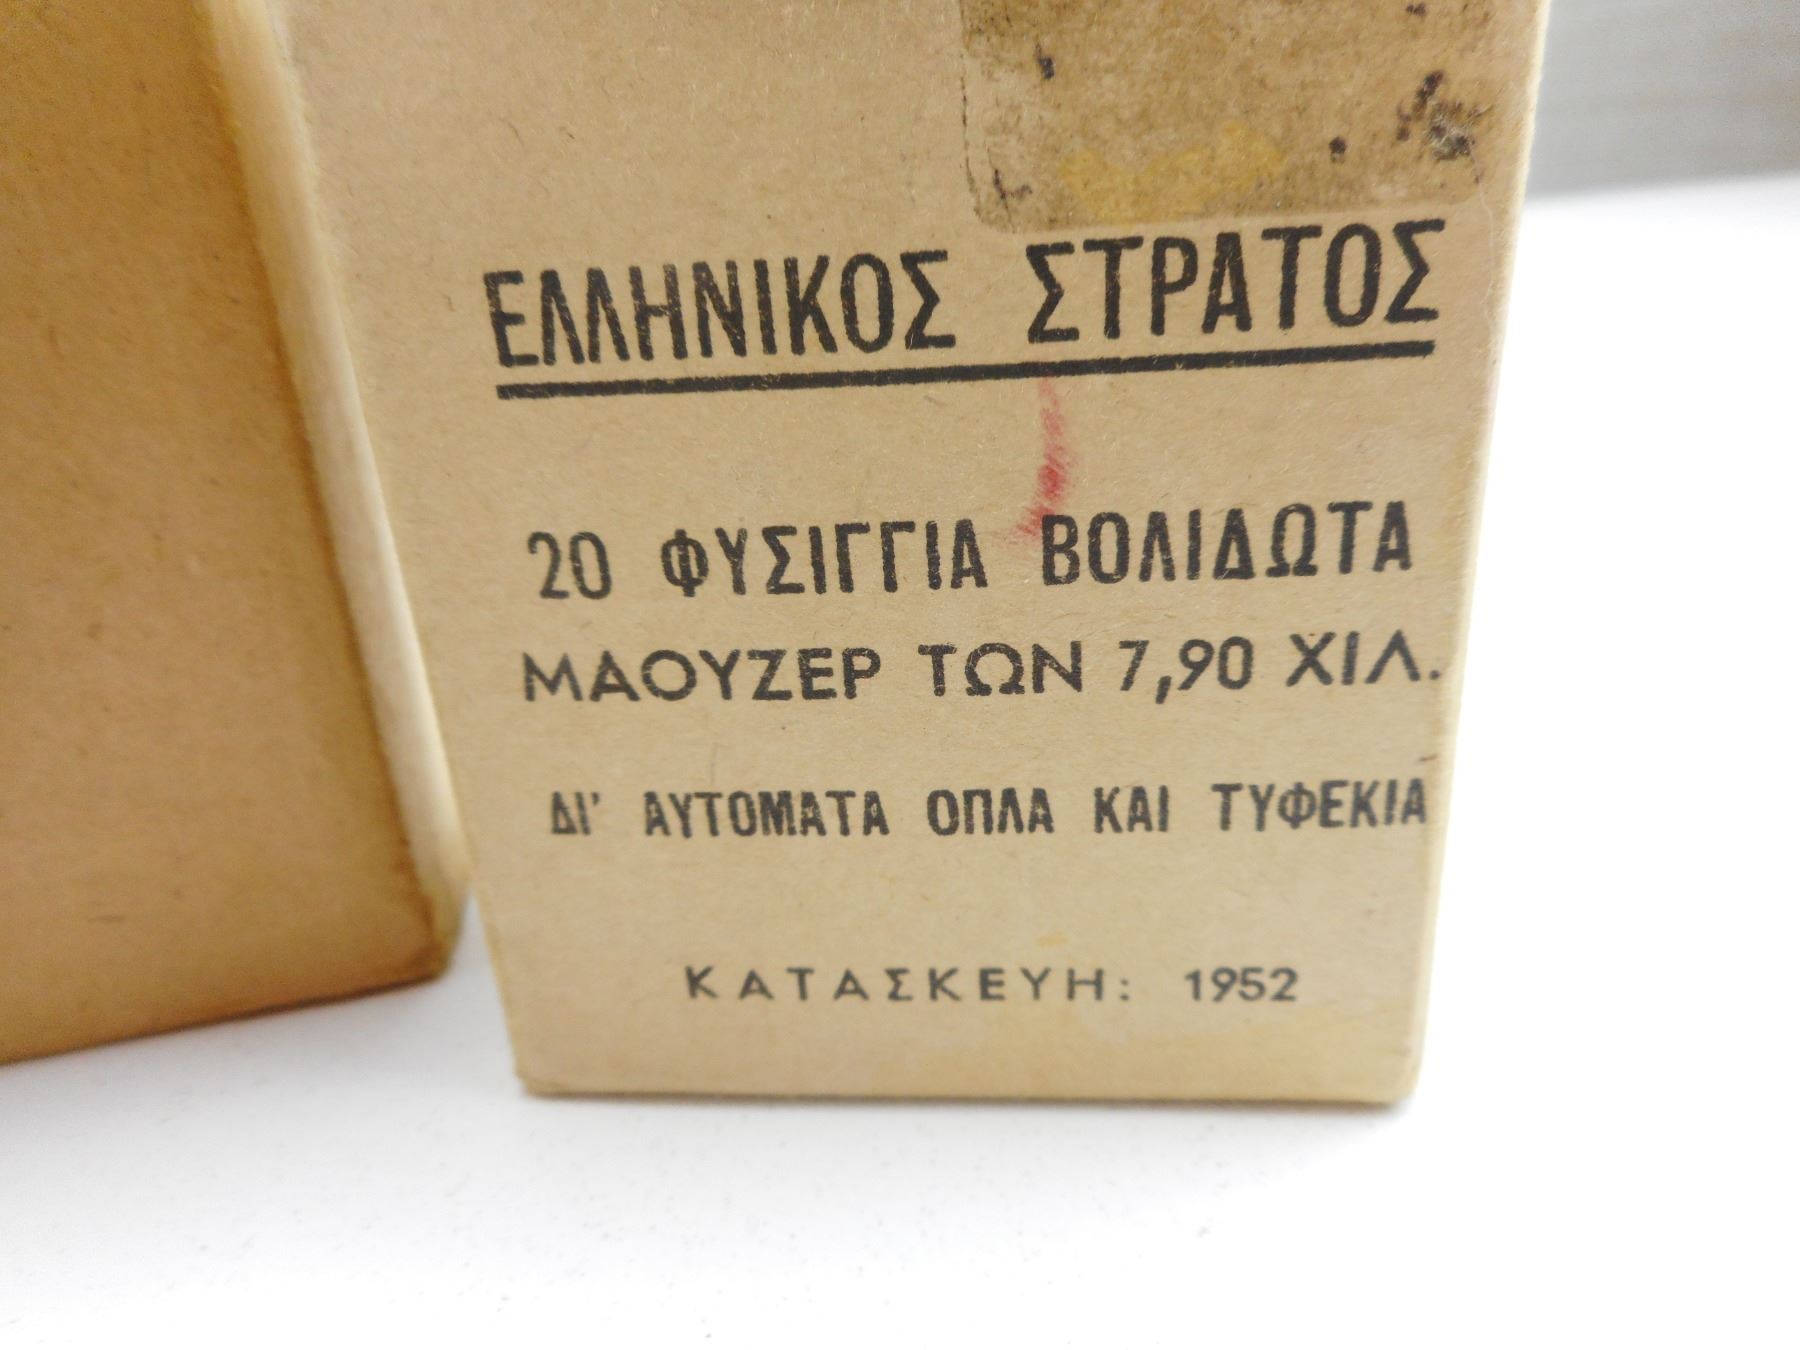 ΕΛΛΗΝΙΚΟΣ ΣΤΡΑΤΟΣ
20 ΦΥΣΙΓΓΙΑ ΒΟΛΙΔΩΤΑ
ΜΑΟΥΖΕΡ ΤΩΝ 7,90 ΧΙΛ.
ΔΙ' ΑΥΤΟΜΑΤΑ ΟΠΛΑ ΚΑΙ ΤΥΦΕΚΙΑ
ΚΑΤΑΣΚΕΥΗ: 1952